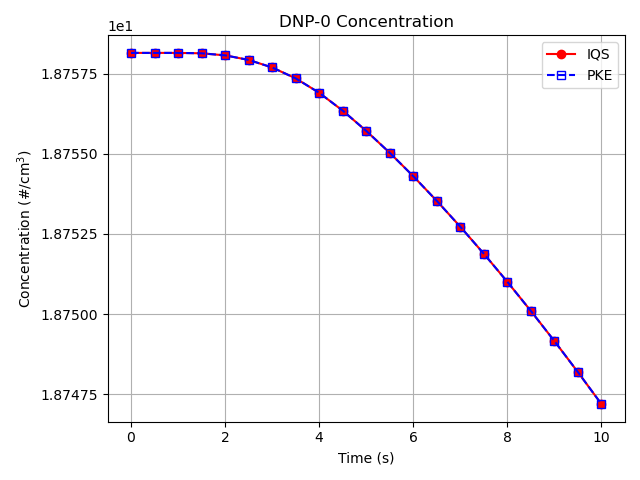 DNP-0 Concentration
1e1
IQS
PKE
1.87575
1.87550
1.87525
1.87500
1.87475
Concentration (#/cm³)
0 2 4 6 8 10
Time (s)